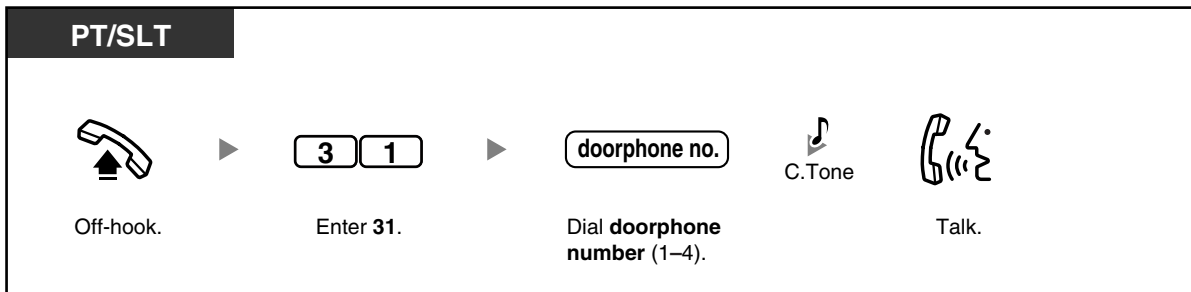 PT/SLT
3 1
doorphone no.
C.Tone
Off-hook.
Enter 31.
Dial doorphone
number (1–4).
Talk.